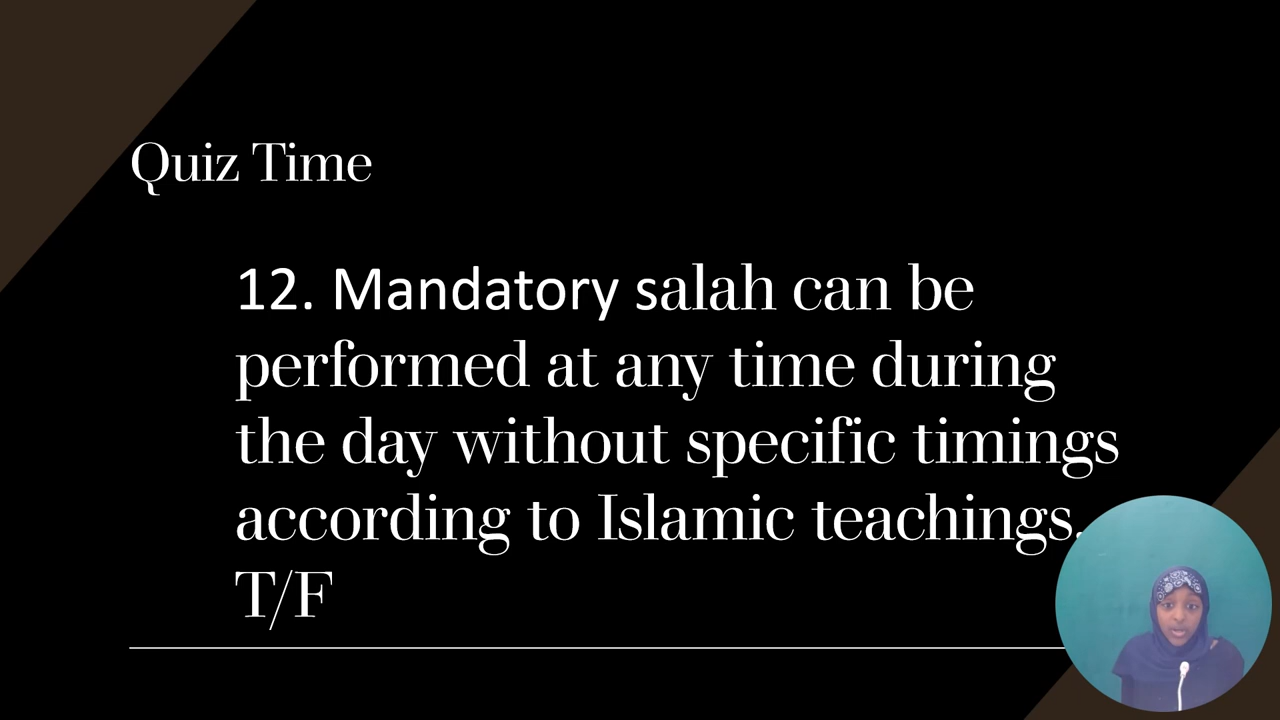 Quiz Time
12. Mandatory salah can be
performed at any time during
the day without specific timings
according to Islamic teachings.
T/F